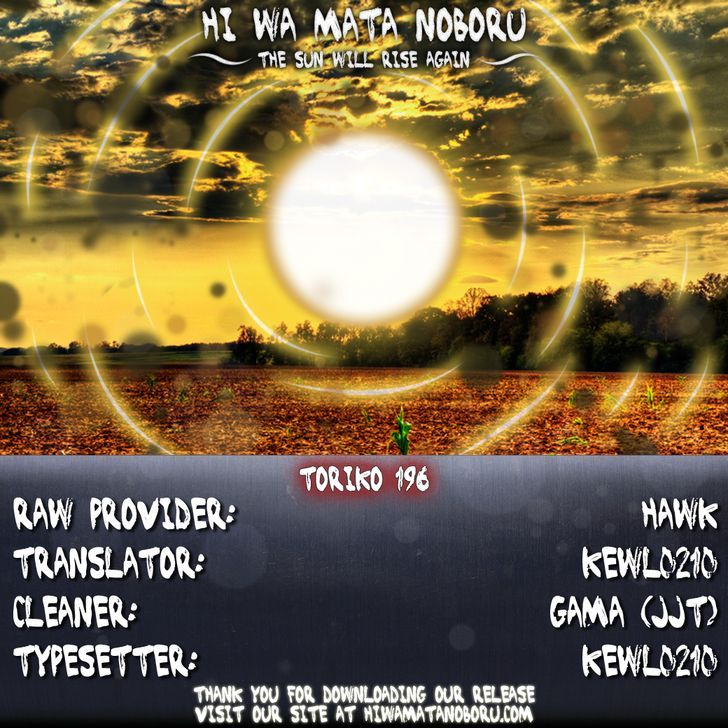 HI WA MATA NOBORU
THE SUN WILL RISE AGAIN
TORIKO 196
RAW PROVIDER: HAWK
TRANSLATOR: KEWL0210
CLEANER: GAMA (JJT)
TYPESETTER: KEWL0210
THANK YOU FOR DOWNLOADING OUR RELEASE
VISIT OUR SITE AT HIWAMATANOBORU.COM